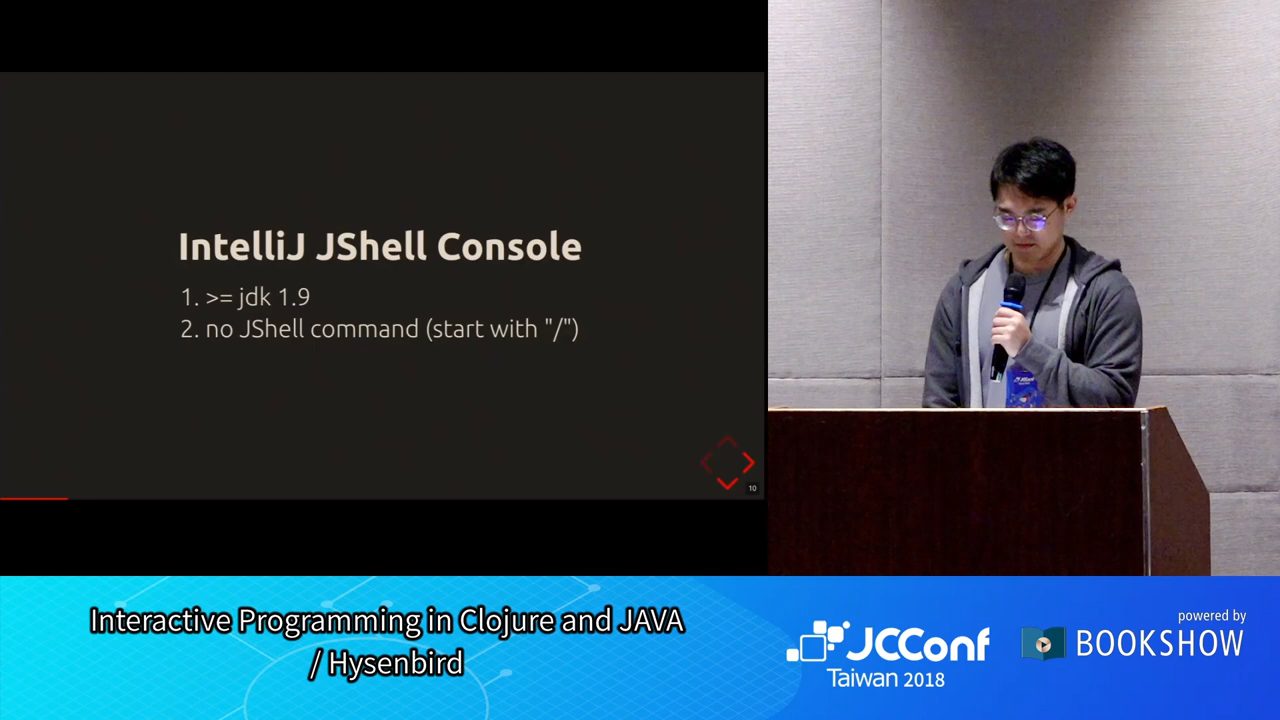 IntelliJ JShell Console
1. >= jdk 1.9
2. no JShell command (start with "/")
10
Interactive Programming in Clojure and JAVA
/ Hysenbird
JCConf
Taiwan 2018
powered by
BOOKSHOW